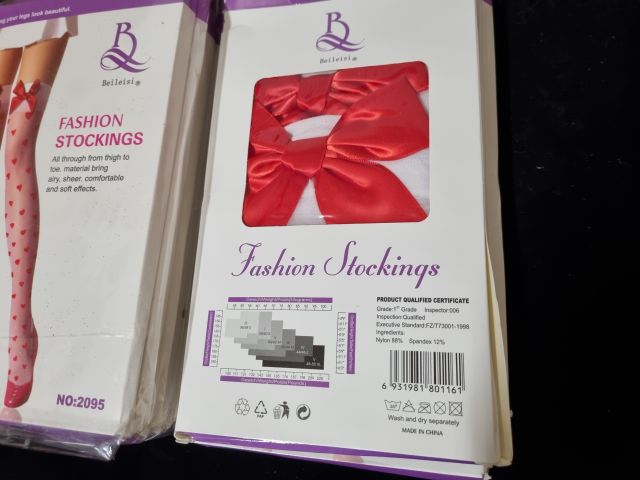 ng your legs look beautiful.
B
Beileisi®
FASHION
STOCKINGS
All through from thigh to
toe. material bring
airy, sheer. comfortable
and soft effects.
NO:2095
B
Beileisi®
Fashion Stockings
PRODUCT QUALIFIED CERTIFICATE
Grade:1st Grade Inspector:006
Inspection:Qualified
Executive Standard:FZ/T73001-1998
Ingredients:
Nylon 88% Spandex 12%
6 931981 801161
Wash and dry separately
MADE IN CHINA
PAP